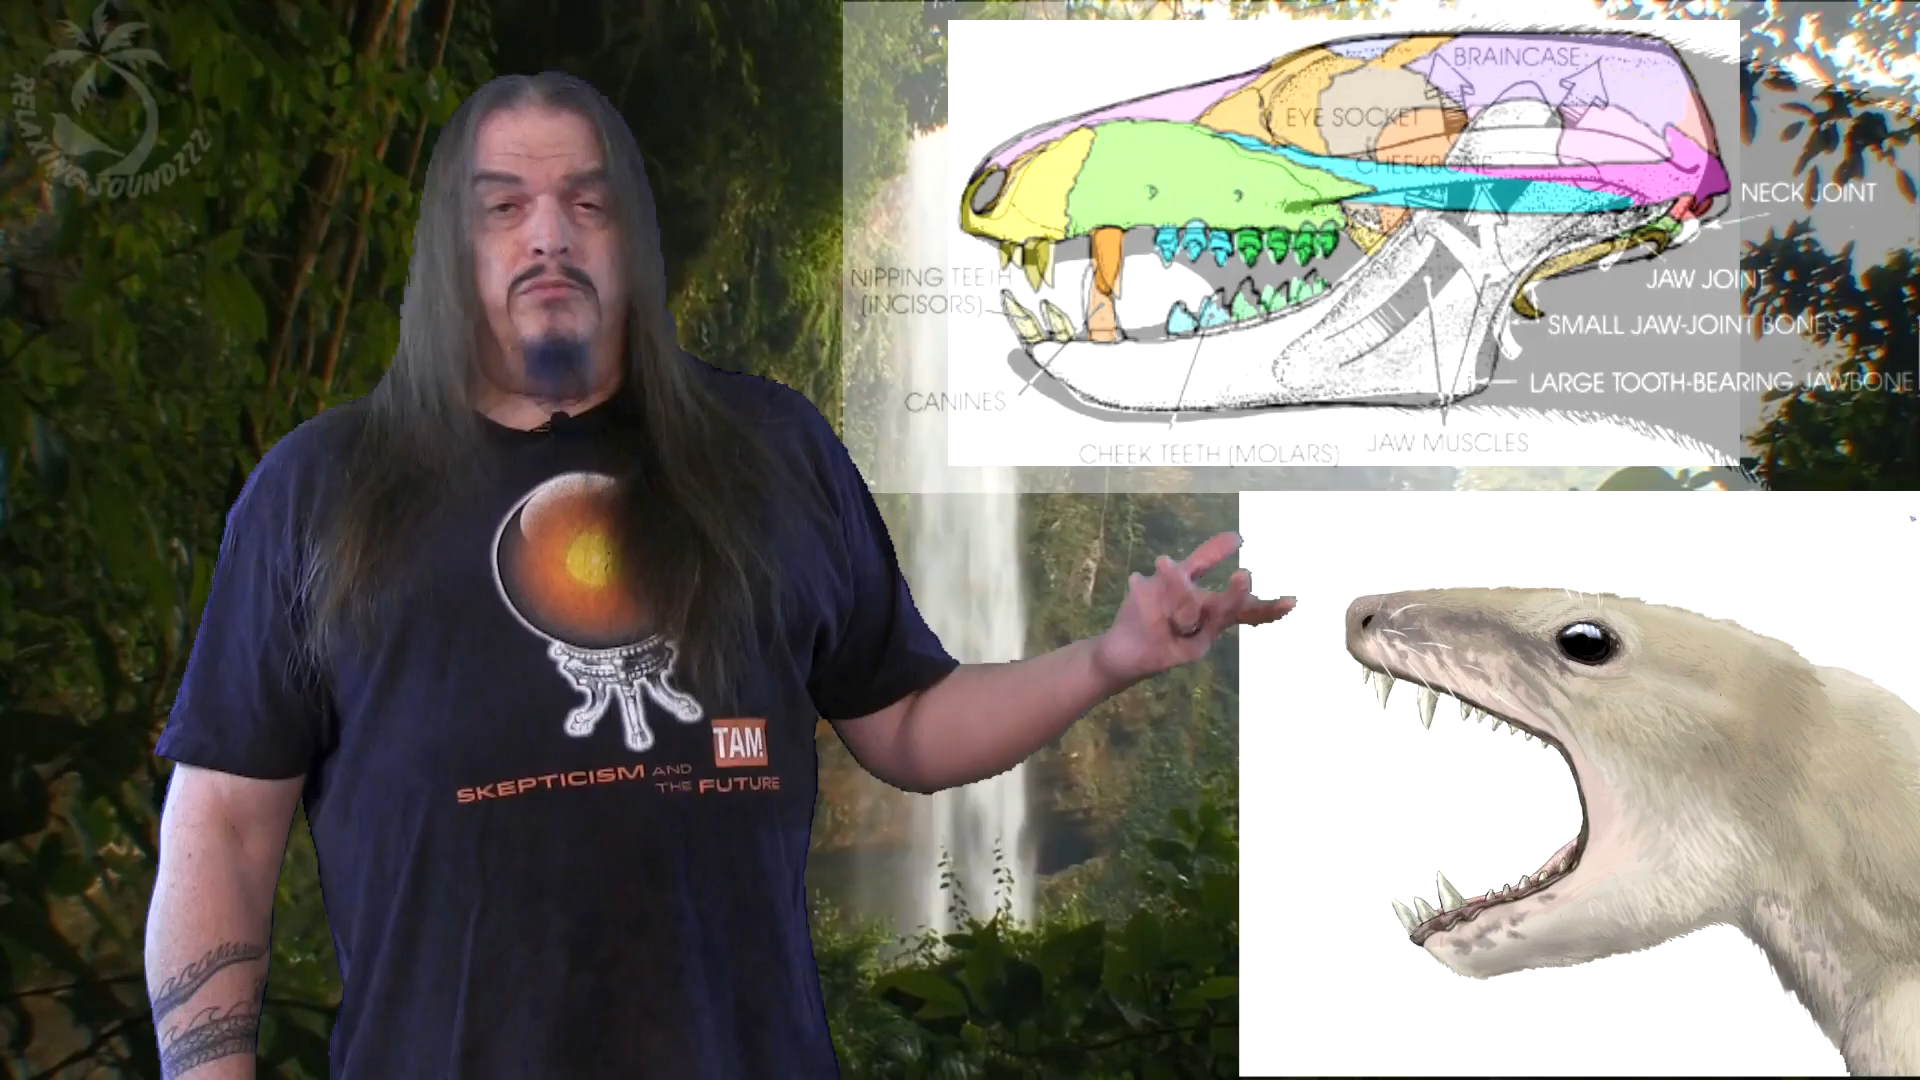 RELAXING SOUNDZZZ
BRAINCASE
EYE SOCKET
CHEEKBONE
NECK JOINT
NIPPING TEETH
(INCISORS)
JAW JOINT
SMALL JAW-JOINT BONES
LARGE TOOTH-BEARING JAWBONE
CANINES
CHEEK TEETH (MOLARS)
JAW MUSCLES
TAM!
SKEPTICISM AND
THE FUTURE